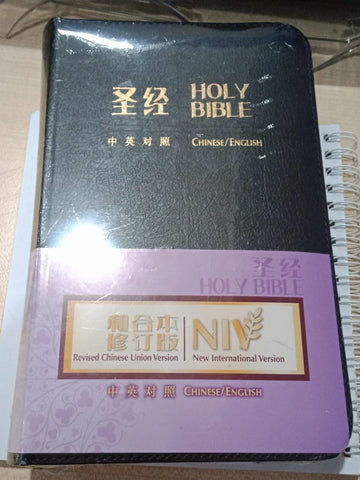 圣经 HOLY BIBLE
中英对照 CHINESE/ENGLISH
圣经
HOLY BIBLE
和合本
修订版
Revised Chinese Union Version
NIV
New International Version
中英对照 CHINESE/ENGLISH